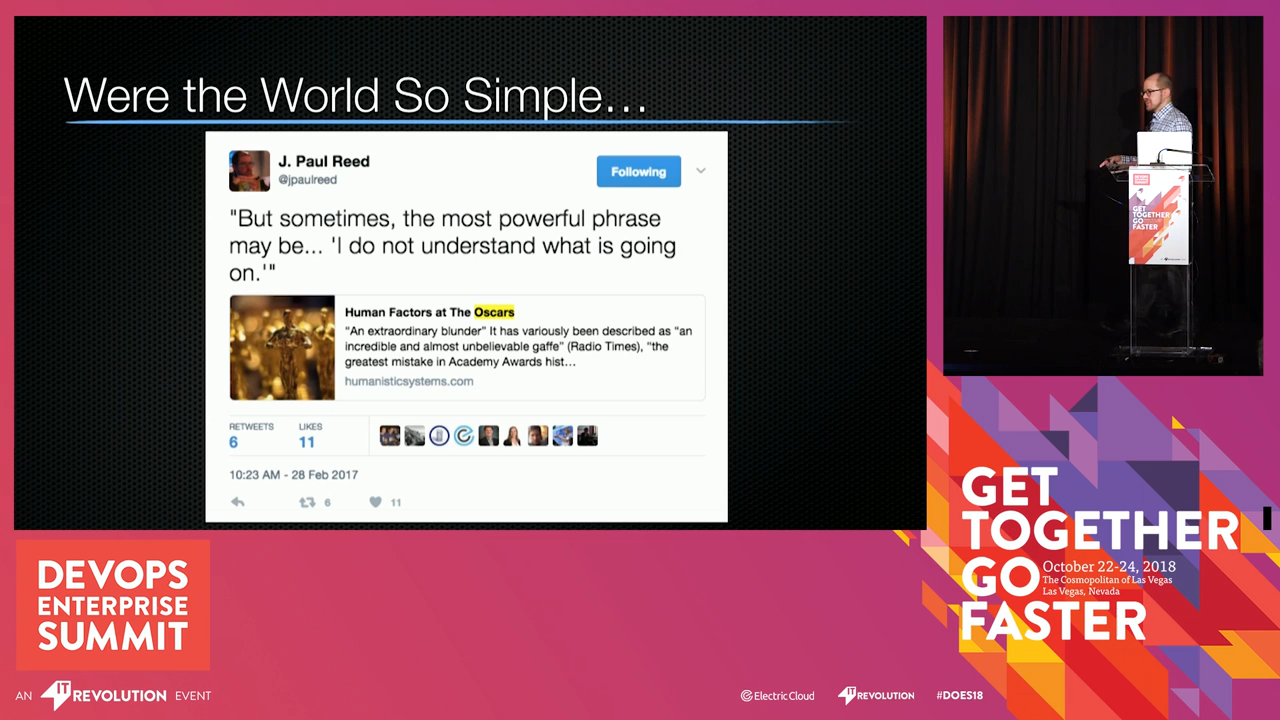 Were the World So Simple...
J. Paul Reed
@jpaulreed
Following
"But sometimes, the most powerful phrase
may be... 'I do not understand what is going
on.'"
Human Factors at The Oscars
"An extraordinary blunder" It has variously been described as "an
incredible and almost unbelievable gaffe" (Radio Times), "the
greatest mistake in Academy Awards hist...
humanisticsystems.com
RETWEETS
6
LIKES
11
10:23 AM - 28 Feb 2017
6
11
DEVOPS
ENTERPRISE
SUMMIT
GET
TOGETHER
GO
FASTER
GET
TOGETHER
GO
FASTER
October 22-24, 2018
The Cosmopolitan of Las Vegas
Las Vegas, Nevada
DEVOPS
ENTERPRISE
SUMMIT
AN IT REVOLUTION EVENT
Electric Cloud
IT REVOLUTION
#DOES18